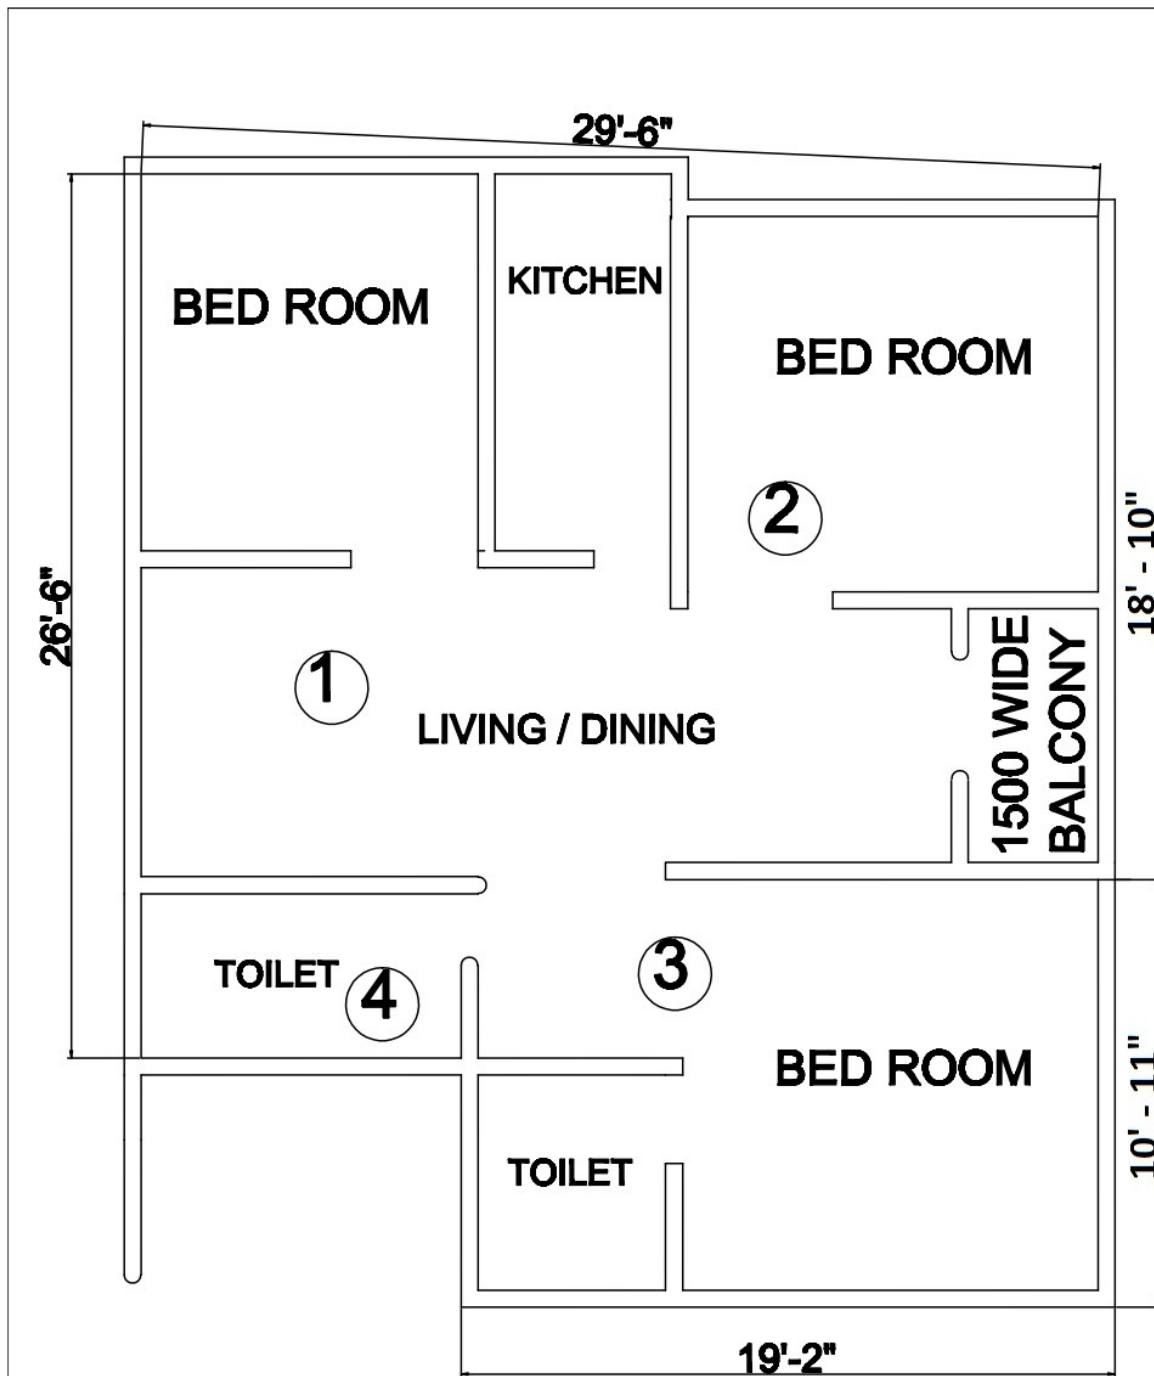 29'-6"
BED ROOM
KITCHEN
BED ROOM
2
18' - 10"
26'-6"
1
LIVING / DINING
1500 WIDE
BALCONY
TOILET
4
3
BED ROOM
10' - 11"
TOILET
19'-2"